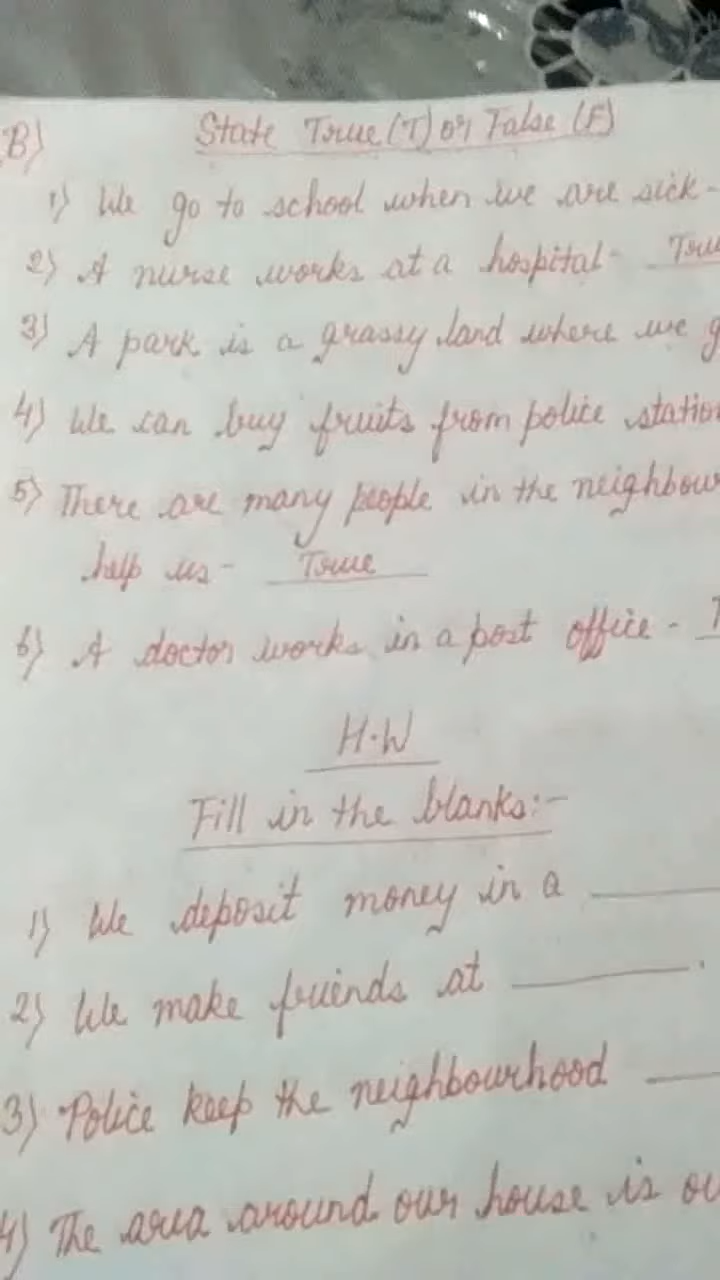 B) State True (T) or False (F)
1) We go to school when we are sick -
2) A nurse works at a hospital - True
3) A park is a grassy land where we
4) We can buy fruits from police station
5) There are many people in the
help us - True
6) A doctor works in a post office -
H.W
Fill in the blanks:-
1) We deposit money in a
2) We make friends at .
3) Police keep the neighbourhood
4) The area around our house is